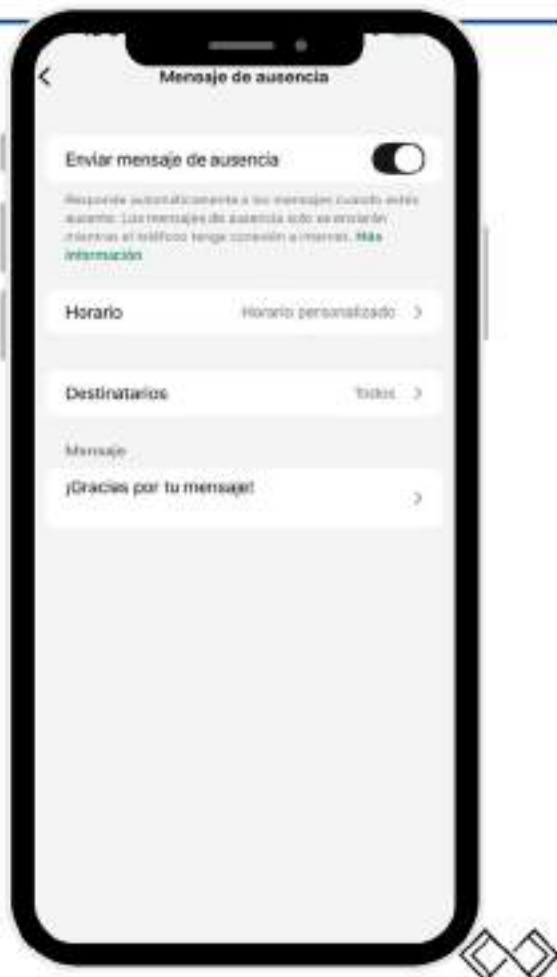 Mensaje de ausencia
Enviar mensaje de ausencia
Responde automáticamente a los mensajes cuando estés
ausente. Los mensajes de ausencia solo se enviarán
mientras el teléfono tenga conexión a internet. Más
información
Horario Horario personalizado
Destinatarios Todos
Mensaje
¡Gracias por tu mensaje!